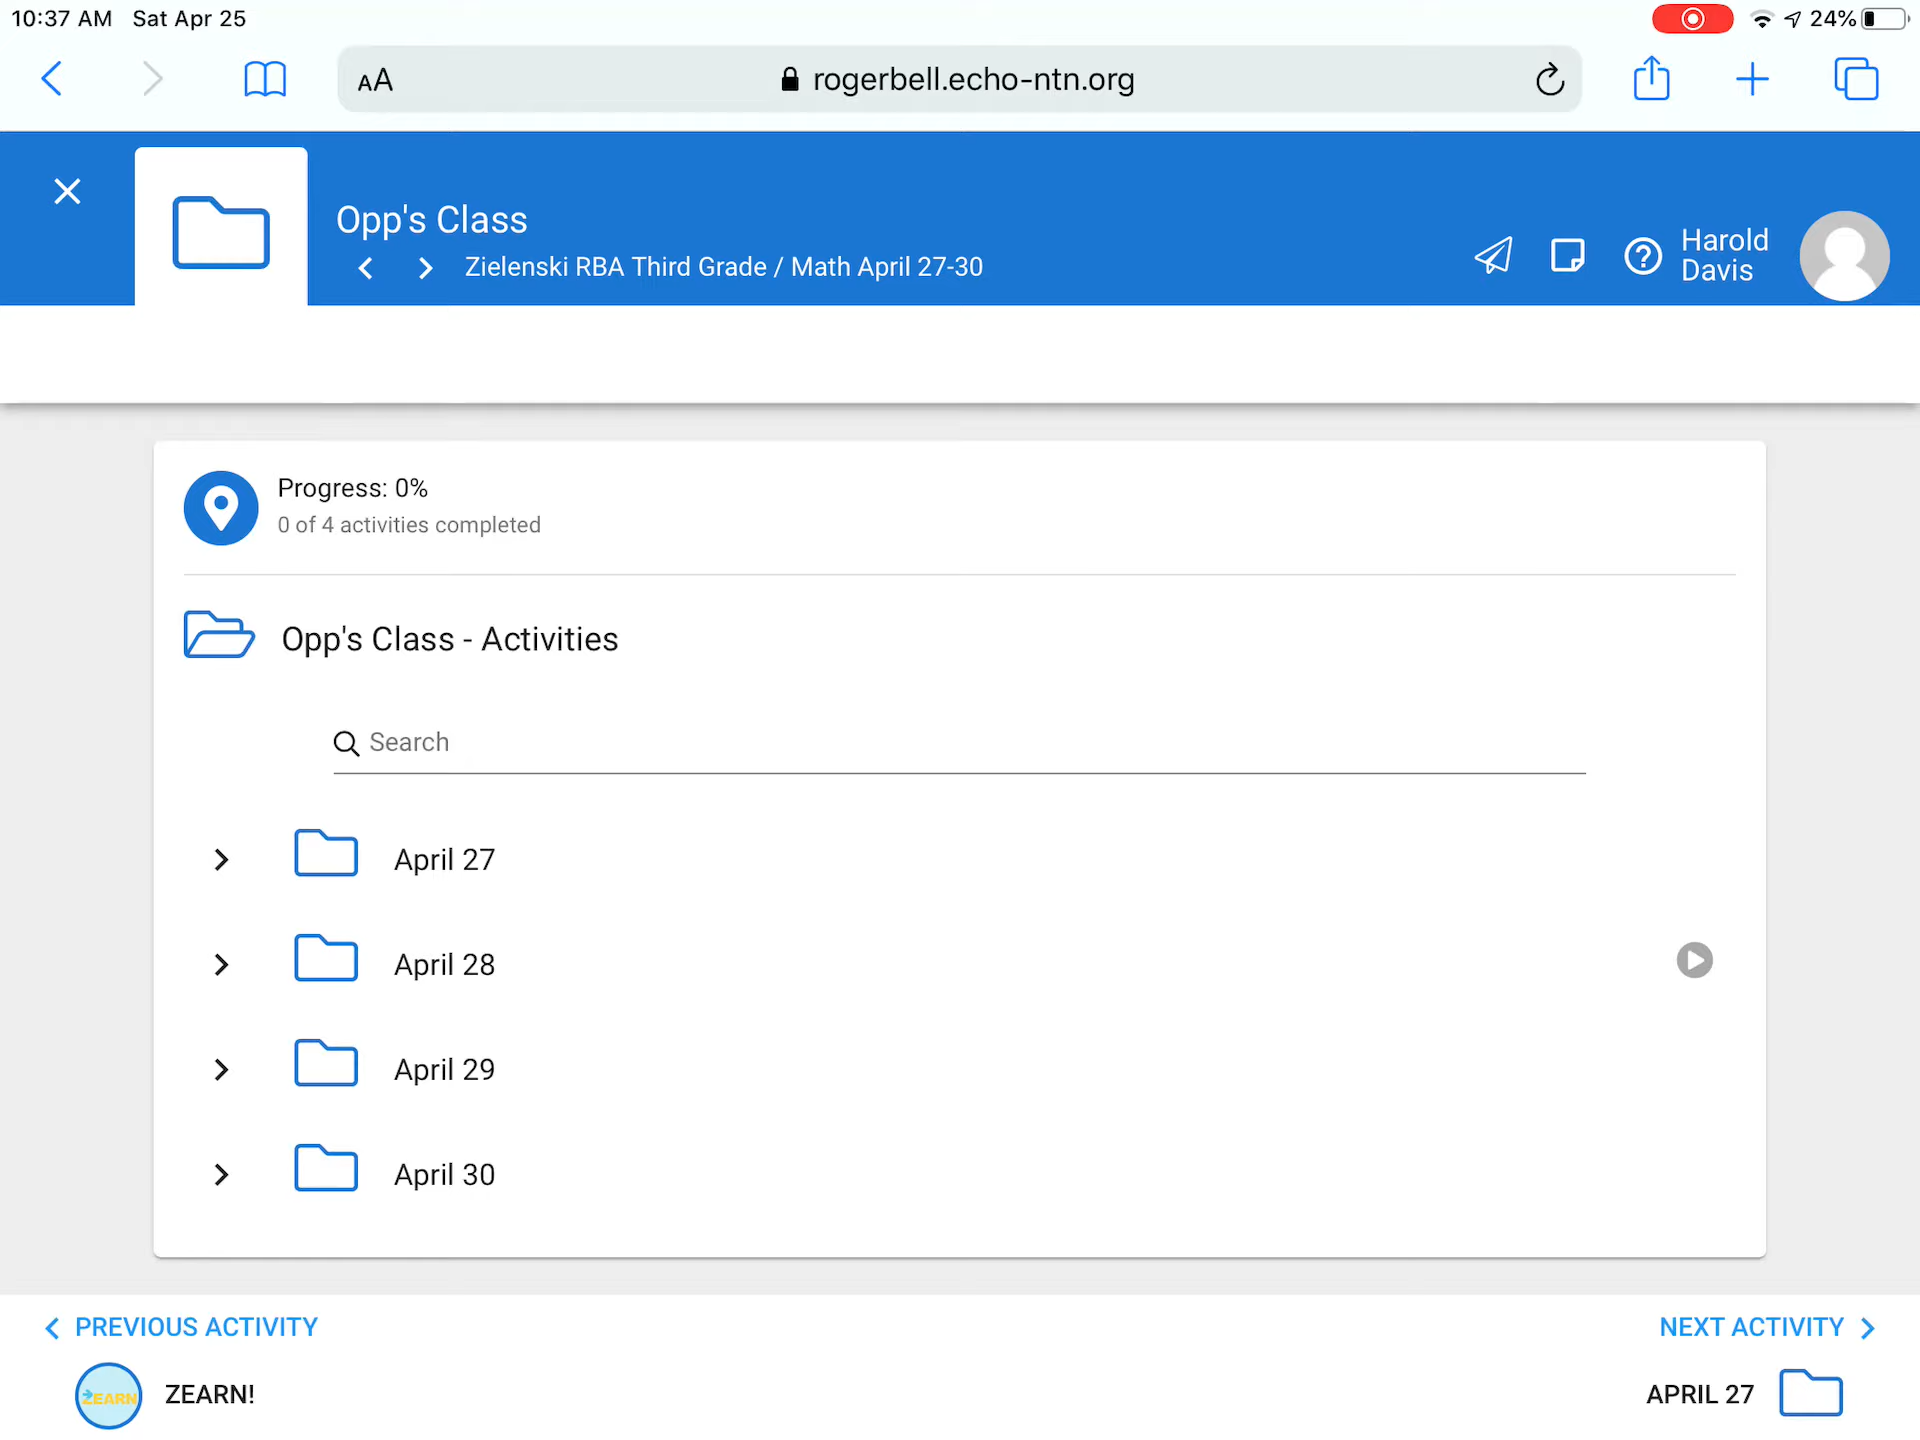 10:37 AM Sat Apr 25
24%
AA
rogerbell.echo-ntn.org
Opp's Class
Zielenski RBA Third Grade / Math April 27-30
Harold
Davis
Progress: 0%
0 of 4 activities completed
Opp's Class - Activities
Search
April 27
April 28
April 29
April 30
PREVIOUS ACTIVITY
NEXT ACTIVITY
ZEARN
ZEARN!
APRIL 27